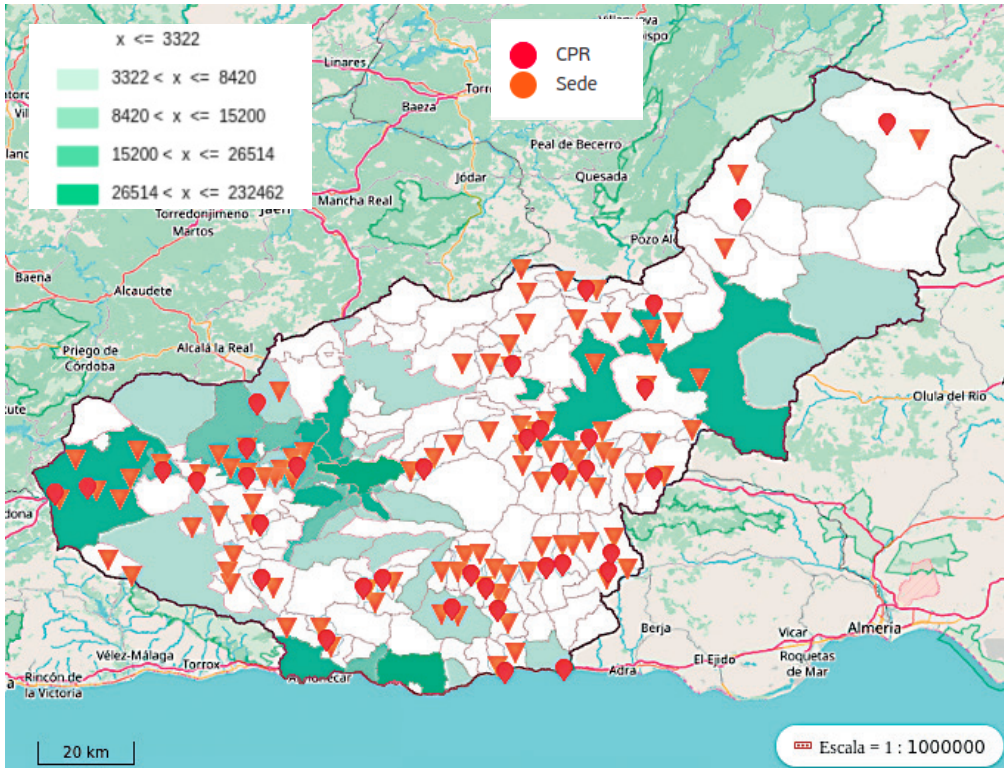 Villanueva
x <= 3322
3322 < x <= 8420
8420 < x <= 15200
15200 < x <= 26514
26514 < x <= 232462
CPR
Sede
Linares
Baeza
Peal de Becerro
Jódar
Quesada
Mancha Real
Torredonjimeno
Jaén
Martos
Pozo Al
Baena
Alcaudete
Priego de
Córdoba
Alcalá la Real
Olula del Río
dona
Berja
Vícar
Almería
Vélez-Málaga
Torrox
El-Ejido
Roquetas
de Mar
Adra
Rincón de
la Victoria
Almuñécar
20 km
Escala = 1 : 1000000